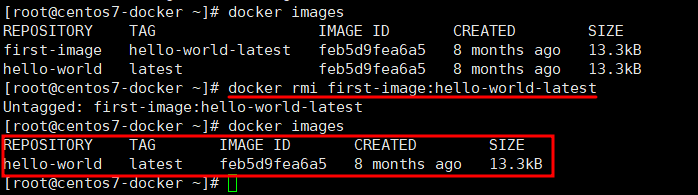 [root@centos7-docker ~]# docker images
REPOSITORY TAG IMAGE ID CREATED SIZE
first-image hello-world-latest feb5d9fea6a5 8 months ago 13.3kB
hello-world latest feb5d9fea6a5 8 months ago 13.3kB
[root@centos7-docker ~]# docker rmi first-image:hello-world-latest
Untagged: first-image:hello-world-latest
[root@centos7-docker ~]# docker images
REPOSITORY TAG IMAGE ID CREATED SIZE
hello-world latest feb5d9fea6a5 8 months ago 13.3kB
[root@centos7-docker ~]#